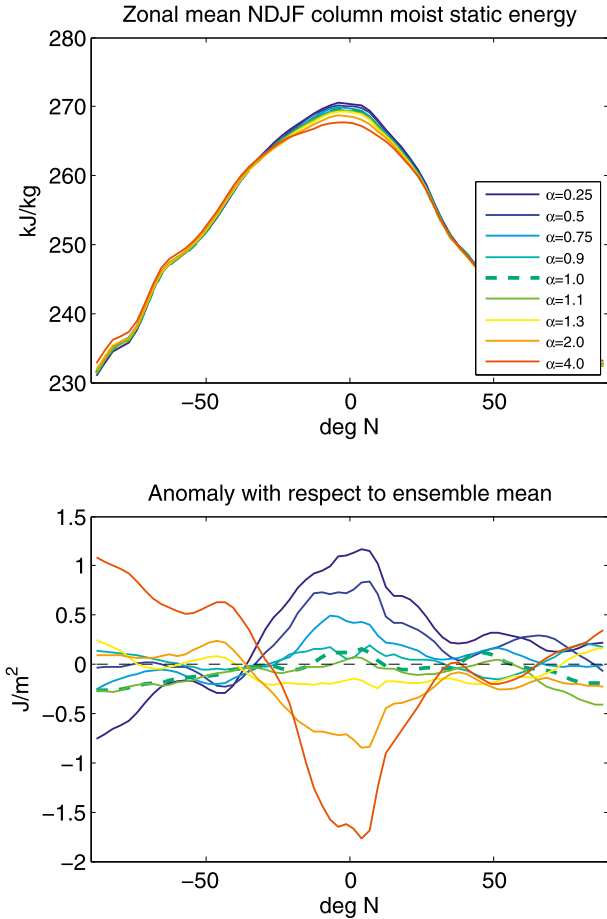 Zonal mean NDJF column moist static energy
280
270
260
250
240
230
kJ/kg
−50
0
50
deg N
α=0.25
α=0.5
α=0.75
α=0.9
α=1.0
α=1.1
α=1.3
α=2.0
α=4.0
Anomaly with respect to ensemble mean
1.5
1
0.5
0
−0.5
−1
−1.5
−2
J/m²
−50
0
50
deg N